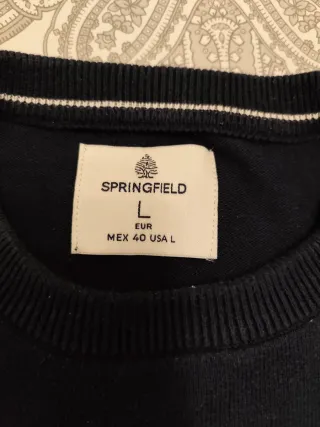 SPRINGFIELD
L
EUR
MEX 40 USA L